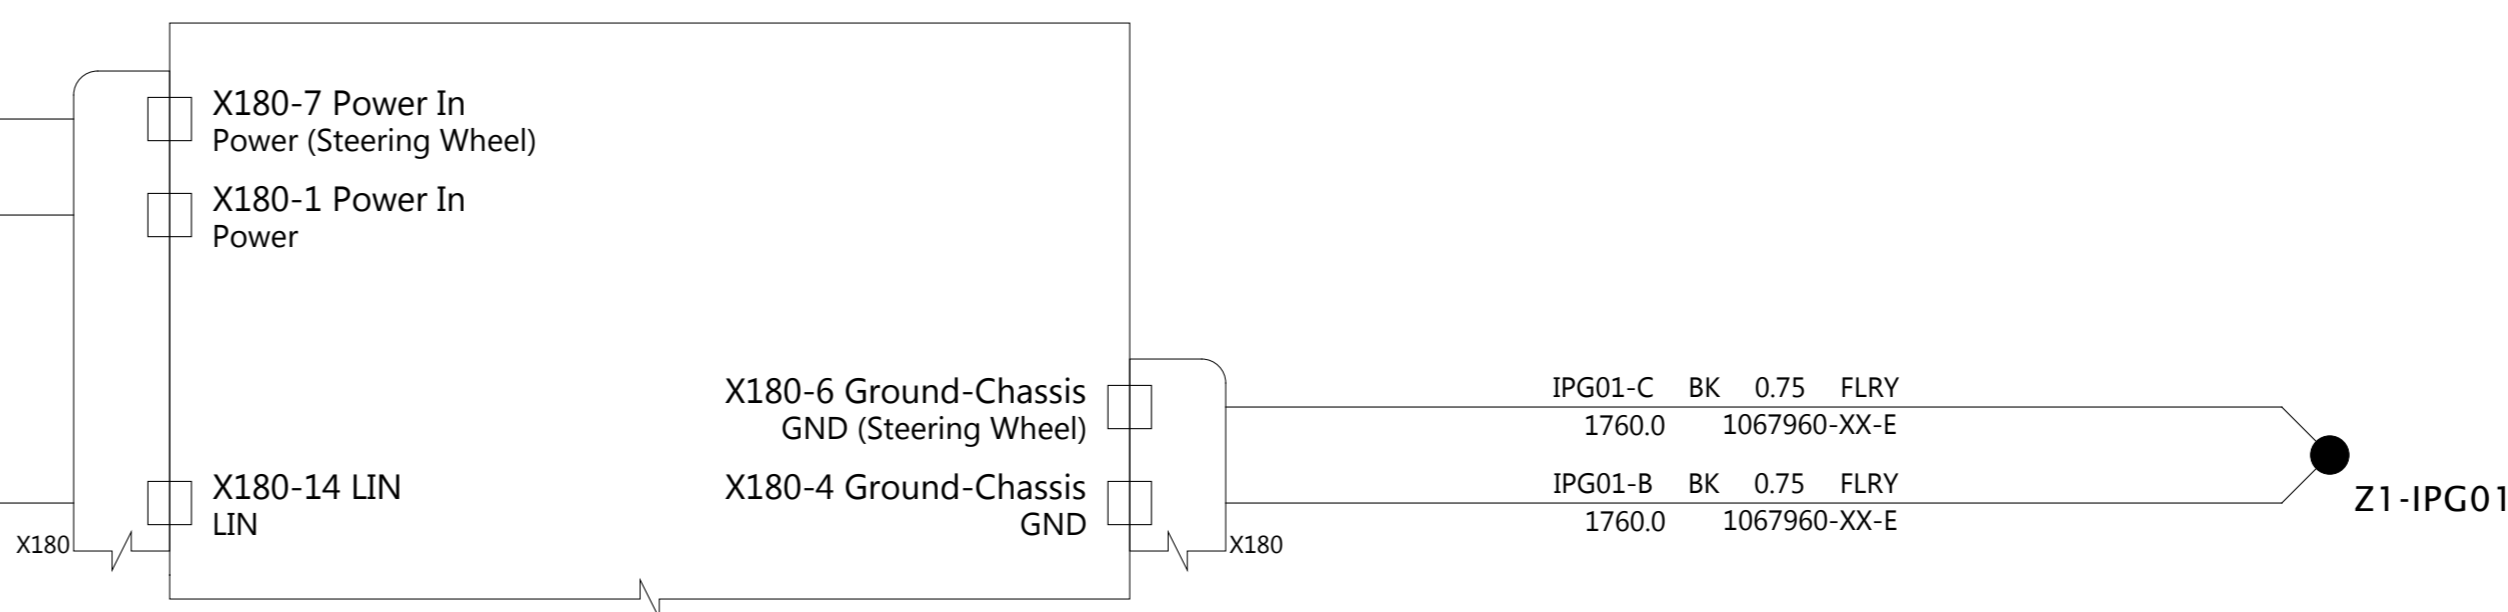 X180-7 Power In
Power (Steering Wheel)
X180-1 Power In
Power
X180-14 LIN
LIN
X180
X180-6 Ground-Chassis
GND (Steering Wheel)
X180-4 Ground-Chassis
GND
X180
IPG01-C BK 0.75 FLRY
1760.0 1067960-XX-E
IPG01-B BK 0.75 FLRY
1760.0 1067960-XX-E
Z1-IPG01